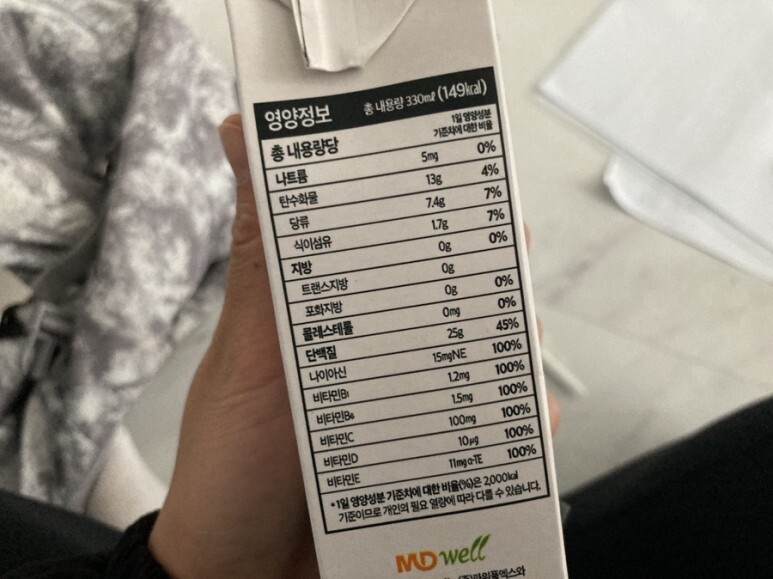 영양정보 총 내용량 330㎖ (149㎉)
총 내용량당 1일 영양성분
기준치에 대한 비율
나트륨 5mg 0%
탄수화물 13g 4%
당류 7.4g 7%
식이섬유 1.7g 7%
지방 0g 0%
트랜스지방 0g
포화지방 0g 0%
콜레스테롤 0mg 0%
단백질 25g 45%
나이아신 15mgNE 100%
비타민B₁ 1.2mg 100%
비타민B₆ 1.5mg 100%
비타민C 100mg 100%
비타민D 10㎍ 100%
비타민E 11mgα-TE 100%
*1일 영양성분 기준치에 대한 비율(%)은 2,000kcal
기준이므로 개인의 필요 열량에 따라 다를 수 있습니다.
MD well